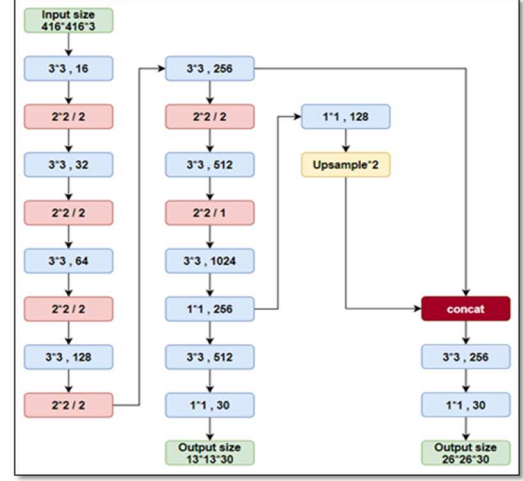 Input size
416*416*3
3*3 , 16
2*2 / 2
3*3 , 32
2*2 / 2
3*3 , 64
2*2 / 2
3*3 , 128
2*2 / 2
3*3 , 256
2*2 / 2
3*3 , 512
2*2 / 1
3*3 , 1024
1*1 , 256
3*3 , 512
1*1 , 30
Output size
13*13*30
1*1 , 128
Upsample*2
concat
3*3 , 256
1*1 , 30
Output size
26*26*30